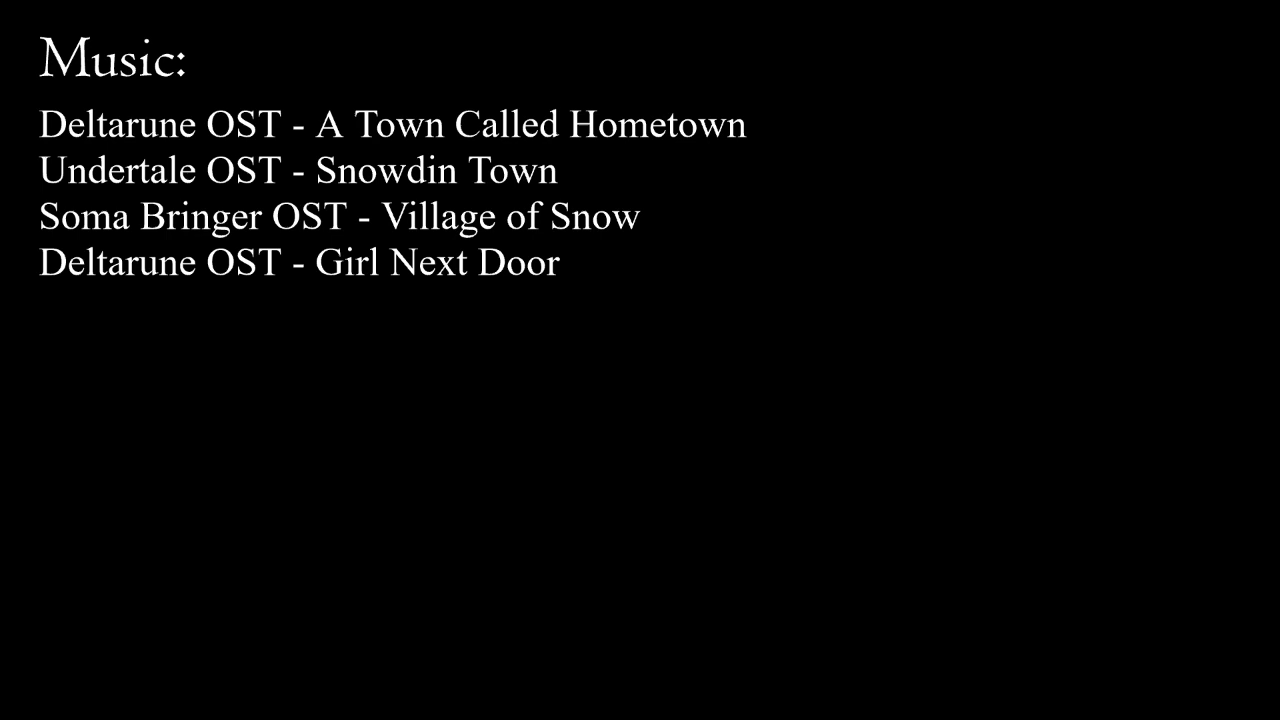 Music:
Deltarune OST - A Town Called Hometown
Undertale OST - Snowdin Town
Soma Bringer OST - Village of Snow
Deltarune OST - Girl Next Door